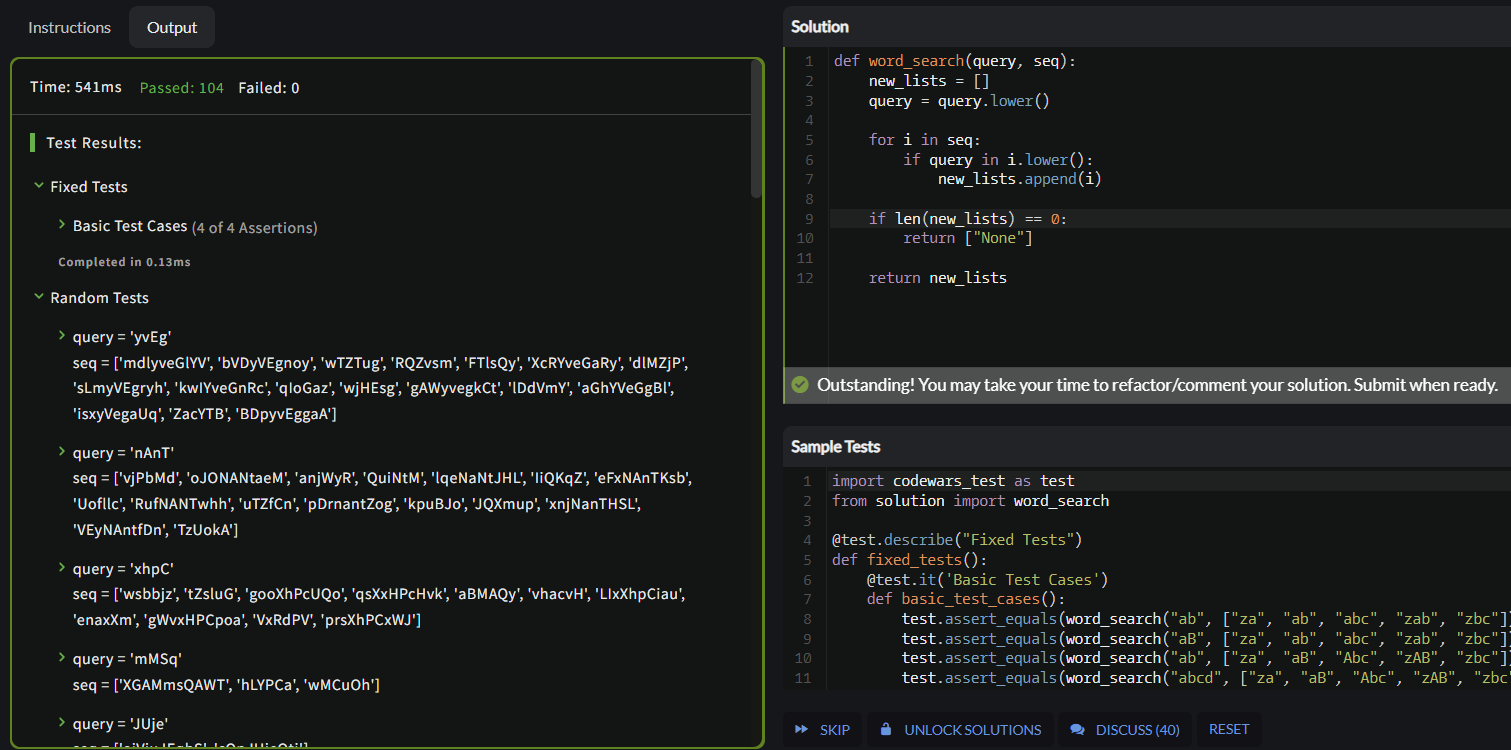 Instructions
Output
Time: 541ms Passed: 104 Failed: 0
Test Results:
Fixed Tests
Basic Test Cases (4 of 4 Assertions)
Completed in 0.13ms
Random Tests
query = 'yvEg'
seq = ['mdlyveGlYV', 'bVDyVEgnoy', 'wTZTug', 'RQZvsm', 'FTlsQy', 'XcRYveGaRy', 'dlMZjP',
'sLmyVEgryh', 'kwIYveGnRc', 'qIoGaz', 'wjHEsg', 'gAWyvegkCt', 'lDdVmY', 'aGhYVeGgBl',
'isxyVegaUq', 'ZacYTB', 'BDpyvEggaA']
query = 'nAnT'
seq = ['vjPbMd', 'oJONANtaeM', 'anjWyR', 'QuiNtM', 'lqeNaNtJHL', 'IiQKqZ', 'eFxNAnTKsb',
'Uofllc', 'RufNANTwhh', 'uTZfCn', 'pDrnantZog', 'kpuBJo', 'JQXmup', 'xnjNanTHSL',
'VEyNAntfDn', 'TzUokA']
query = 'xhpC'
seq = ['wsbbjz', 'tZsluG', 'gooXhPcUQo', 'qsXxHPcHvk', 'aBMAQy', 'vhacvH', 'LIxXhpCiau',
'enaxXm', 'gWvxHPCpoa', 'VxRdPV', 'prsXhPCxWJ']
query = 'mMSq'
seq = ['XGAMmsQAWT', 'hLYPCa', 'wMCuOh']
query = 'JUje'
Solution
1 def word_search(query, seq):
2 new_lists = []
3 query = query.lower()
4
5 for i in seq:
6 if query in i.lower():
7 new_lists.append(i)
8
9 if len(new_lists) == 0:
10 return ["None"]
11
12 return new_lists
Outstanding! You may take your time to refactor/comment your solution. Submit when ready.
Sample Tests
1 import codewars_test as test
2 from solution import word_search
3
4 @test.describe("Fixed Tests")
5 def fixed_tests():
6 @test.it('Basic Test Cases')
7 def basic_test_cases():
8 test.assert_equals(word_search("ab", ["za", "ab", "abc", "zab", "zbc"])
9 test.assert_equals(word_search("aB", ["za", "ab", "abc", "zab", "zbc"])
10 test.assert_equals(word_search("ab", ["za", "aB", "Abc", "zAB", "zbc"])
11 test.assert_equals(word_search("abcd", ["za", "aB", "Abc", "zAB", "zbc"
SKIP
UNLOCK SOLUTIONS
DISCUSS (40)
RESET